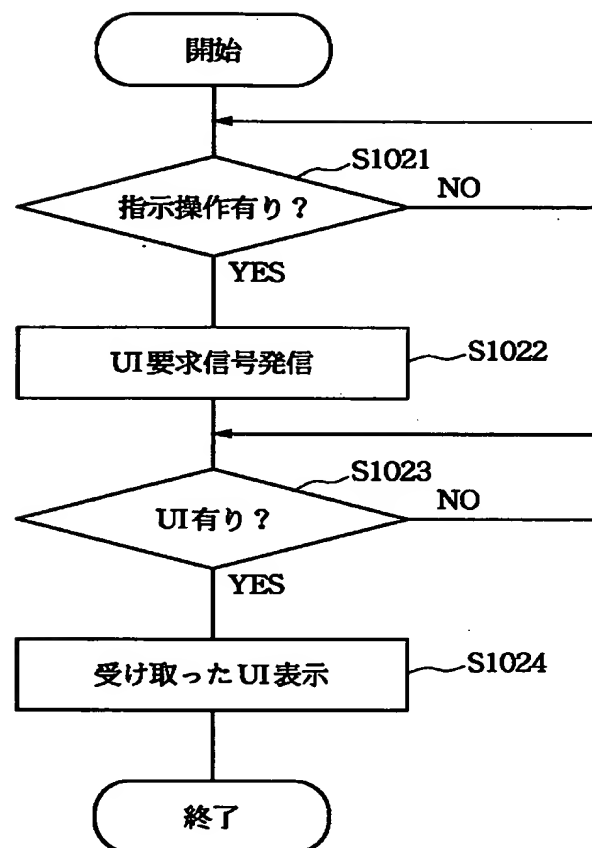 開始
S1021
指示操作有り？
NO
YES
UI要求信号発信
S1022
S1023
UI有り？
NO
YES
受け取ったUI表示
S1024
終了